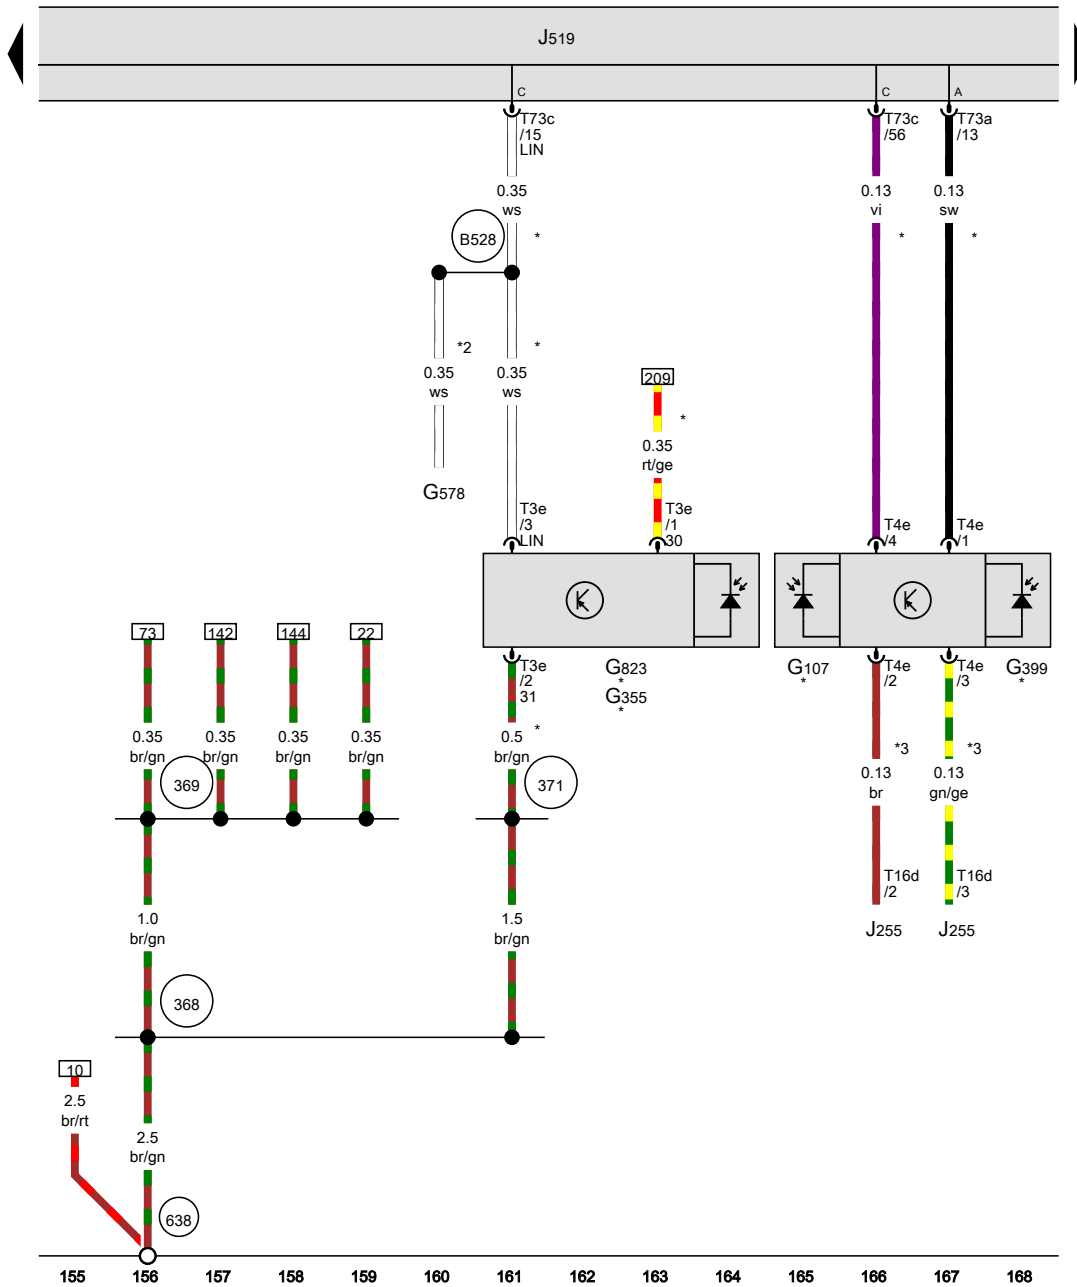 J519
C
C
A
T73c
/15
LIN
T73c
/56
T73a
/13
0.35
ws
0.13
vi
0.13
sw
B528
*
*
*
*2
*
0.35
ws
0.35
ws
209
*
0.35
rt/ge
G578
T3e
/3
LIN
T3e
/1
30
T4e
/4
T4e
/1
73
142
144
22
T3e
/2
31
G823
*
G355
*
G107
*
T4e
/2
T4e
/3
G399
*
0.35
br/gn
0.35
br/gn
0.35
br/gn
0.35
br/gn
*
0.5
br/gn
*3
*3
0.13
br
0.13
gn/ge
369
371
T16d
/2
T16d
/3
J255
J255
1.0
br/gn
1.5
br/gn
368
10
2.5
br/rt
2.5
br/gn
638
155 156 157 158 159 160 161 162 163 164 165 166 167 168